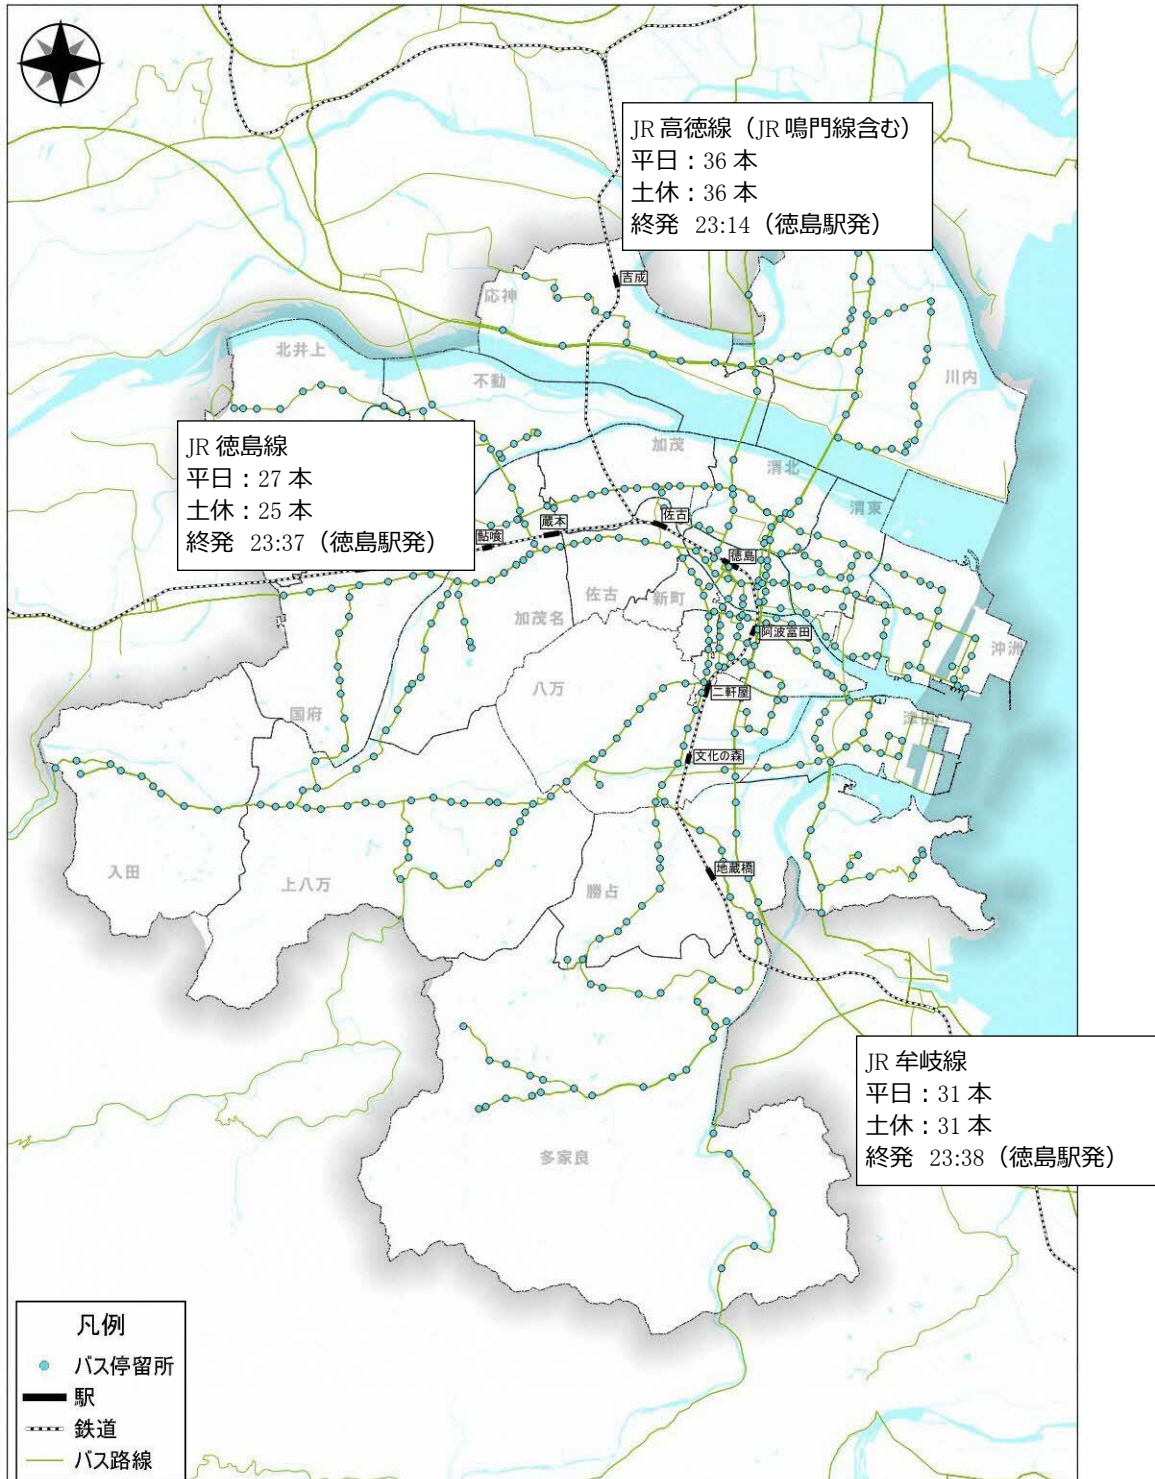 JR 高徳線（JR 鳴門線含む）
平日：36 本
土休：36 本
終発 23:14（徳島駅発）
吉成
応神
北井上
不動
川内
JR 徳島線
平日：27 本
土休：25 本
終発 23:37（徳島駅発）
加茂
渭北
渭東
佐古
蔵本
鮎喰
徳島
佐古
新町
加茂名
阿波富田
沖洲
八万
二軒屋
国府
津田
文化の森
入田
上八万
勝占
地蔵橋
JR 牟岐線
平日：31 本
土休：31 本
終発 23:38（徳島駅発）
多家良
凡例
バス停留所
駅
鉄道
バス路線